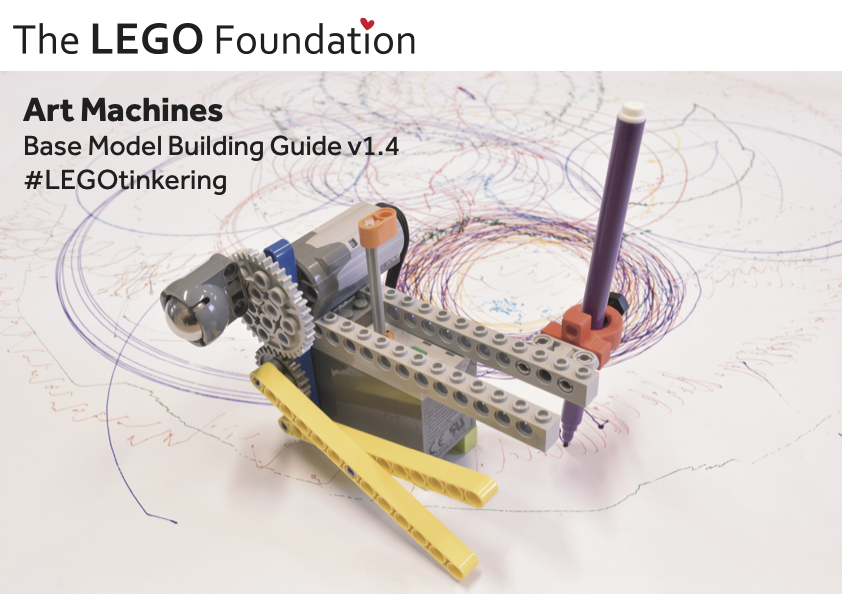 The LEGO Foundation
Art Machines
Base Model Building Guide v1.4
#LEGOtinkering